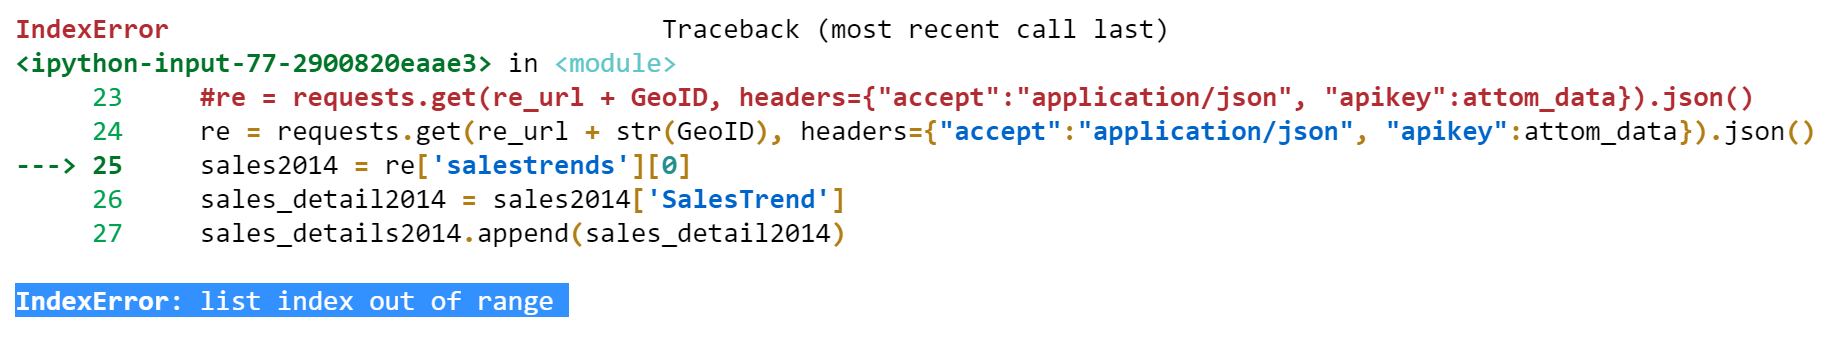 IndexError Traceback (most recent call last)
<ipython-input-77-2900820eaae3> in <module>
23 #re = requests.get(re_url + GeoID, headers={"accept":"application/json", "apikey":attom_data}).json()
24 re = requests.get(re_url + str(GeoID), headers={"accept":"application/json", "apikey":attom_data}).json()
---> 25 sales2014 = re['salestrends'][0]
26 sales_detail2014 = sales2014['SalesTrend']
27 sales_details2014.append(sales_detail2014)
IndexError: list index out of range